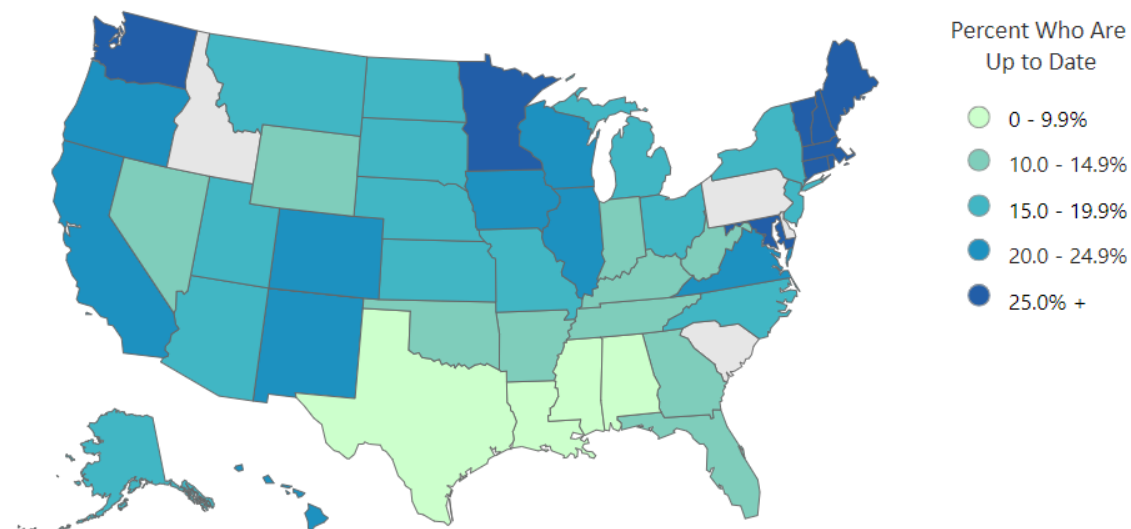 Percent Who Are
Up to Date
0 - 9.9%
10.0 - 14.9%
15.0 - 19.9%
20.0 - 24.9%
25.0% +